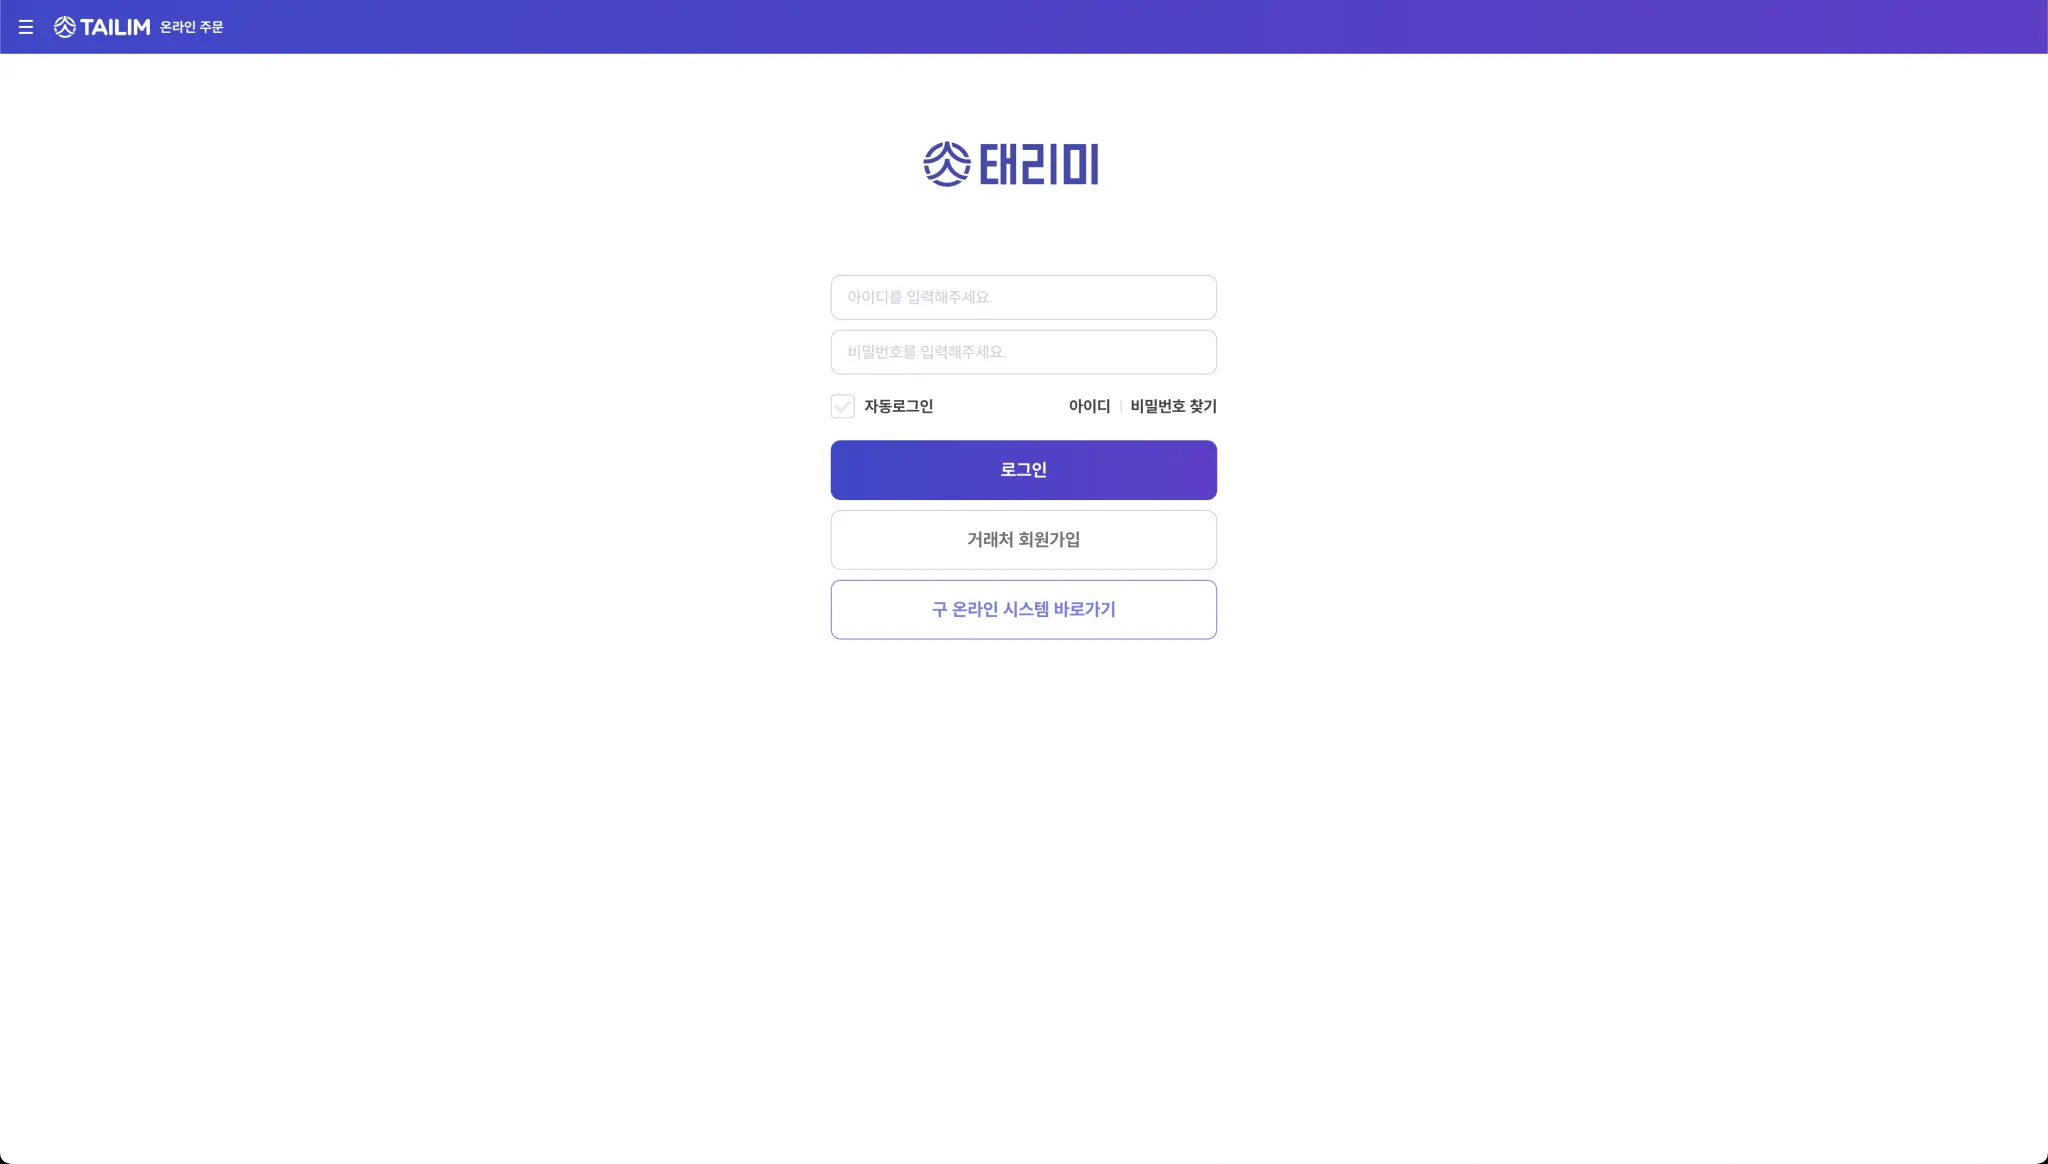 TAILIM 온라인 주문
태리미
아이디를 입력해주세요.
비밀번호를 입력해주세요.
자동로그인 아이디 | 비밀번호 찾기
로그인
거래처 회원가입
구 온라인 시스템 바로가기